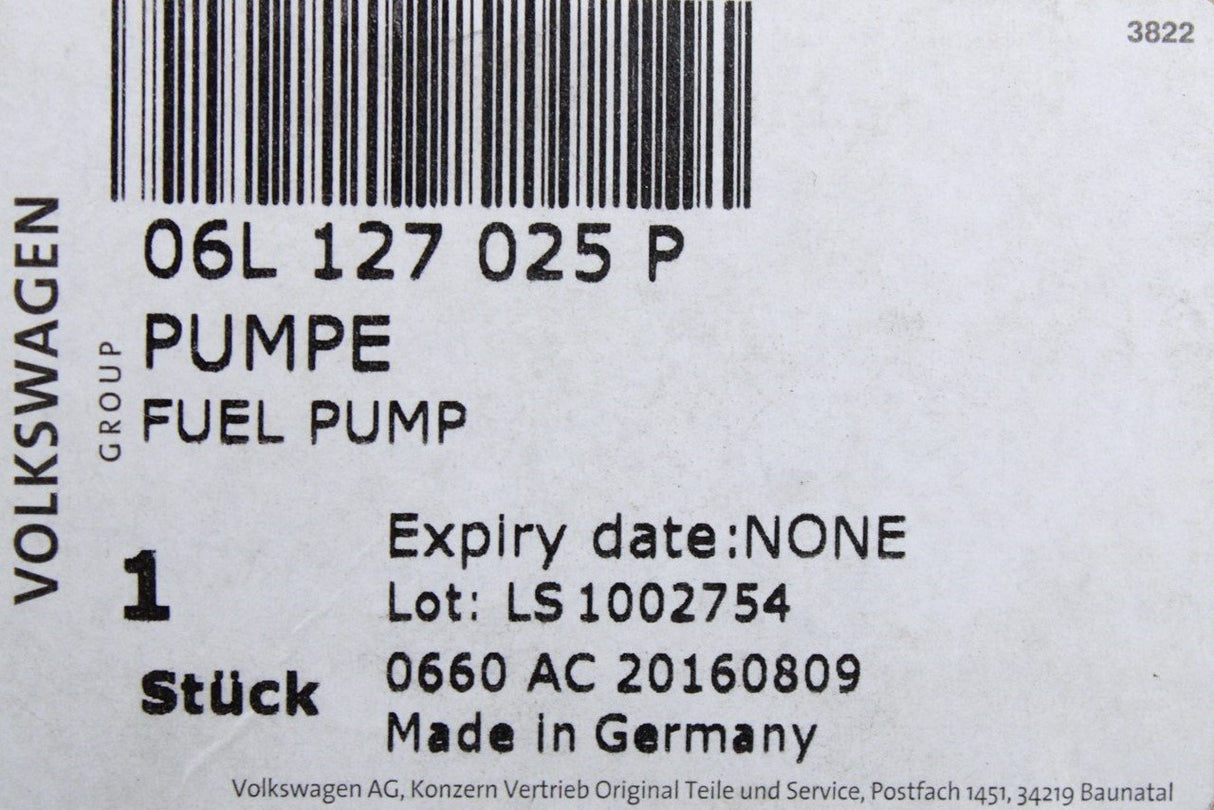 3822
VOLKSWAGEN
GROUP
06L 127 025 P
PUMPE
FUEL PUMP
1
Stück
Expiry date:NONE
Lot: LS 1002754
0660 AC 20160809
Made in Germany
Volkswagen AG, Konzern Vertrieb Original Teile und Service, Postfach 1451, 34219 Baunatal